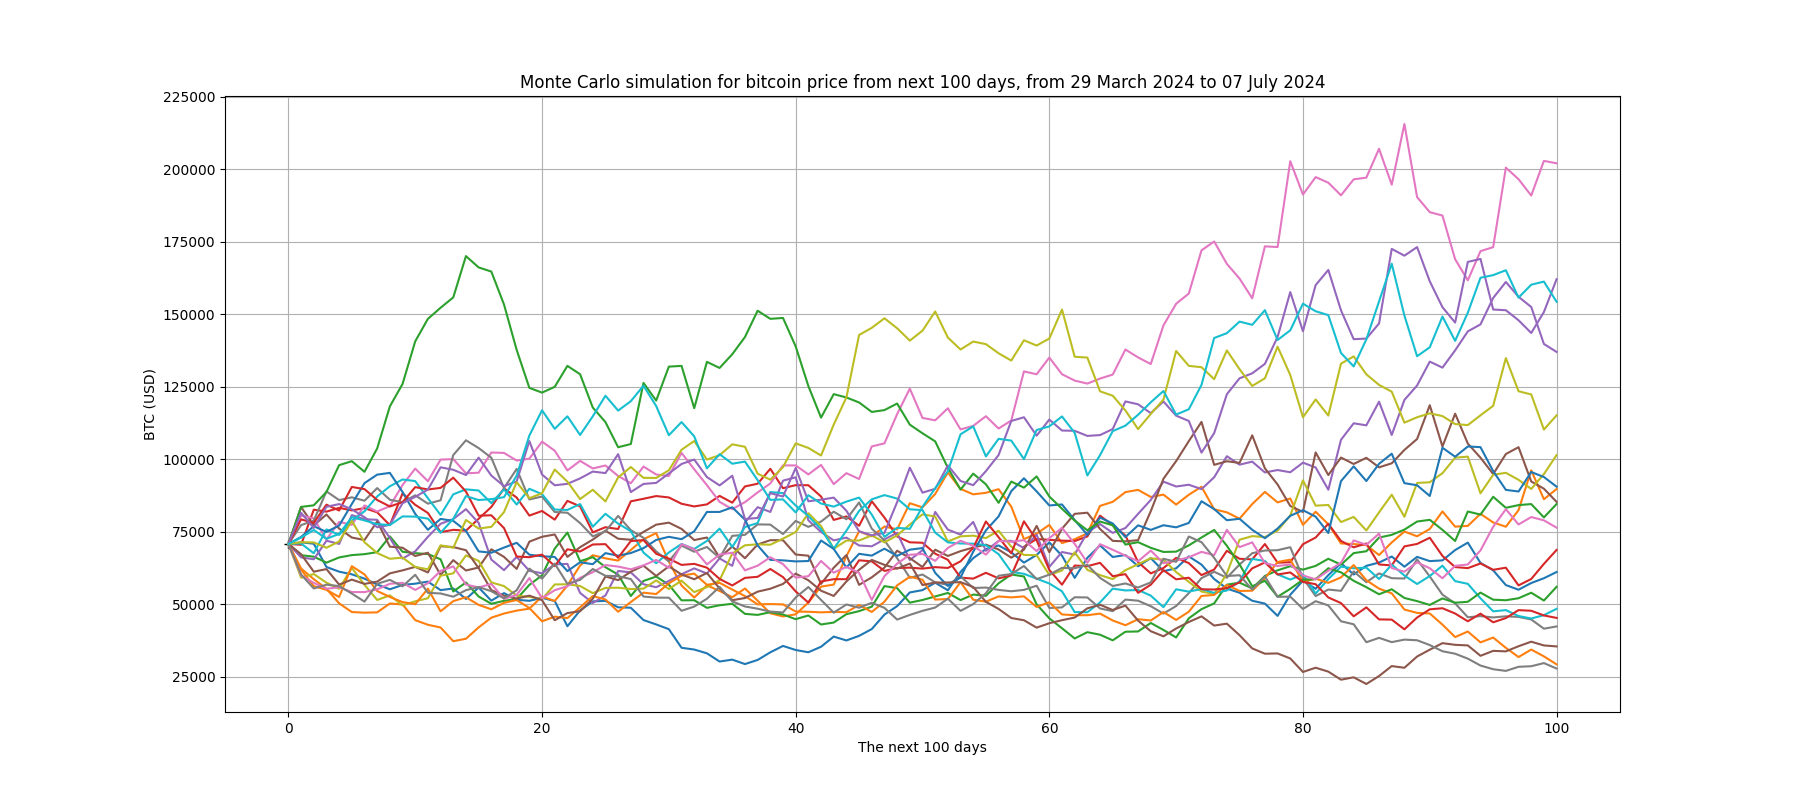 Monte Carlo simulation for bitcoin price from next 100 days, from 29 March 2024 to 07 July 2024
225000
200000
175000
150000
125000
100000
75000
50000
25000
BTC (USD)
0 20 40 60 80 100
The next 100 days